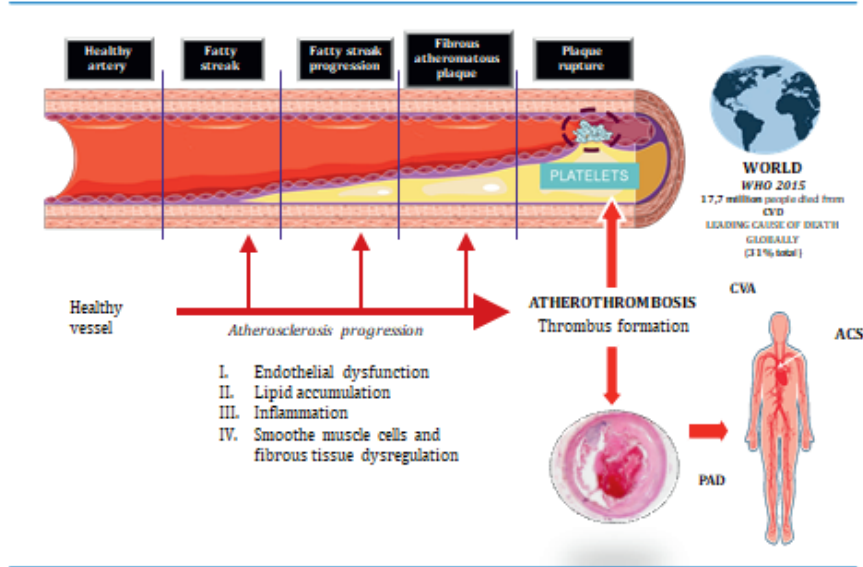 Healthy
artery
Fatty
streak
Fatty streak
progression
Fibrous
atheromatous
plaque
Plaque
rupture
PLATELETS
WORLD
WHO 2015
17,7 million people died from
CVD
LEADING CAUSE OF DEATH
GLOBALLY
(31% total)
Healthy
vessel
Atherosclerosis progression
ATHEROTHROMBOSIS
Thrombus formation
CVA
ACS
I. Endothelial dysfunction
II. Lipid accumulation
III. Inflammation
IV. Smoothe muscle cells and
fibrous tissue dysregulation
PAD